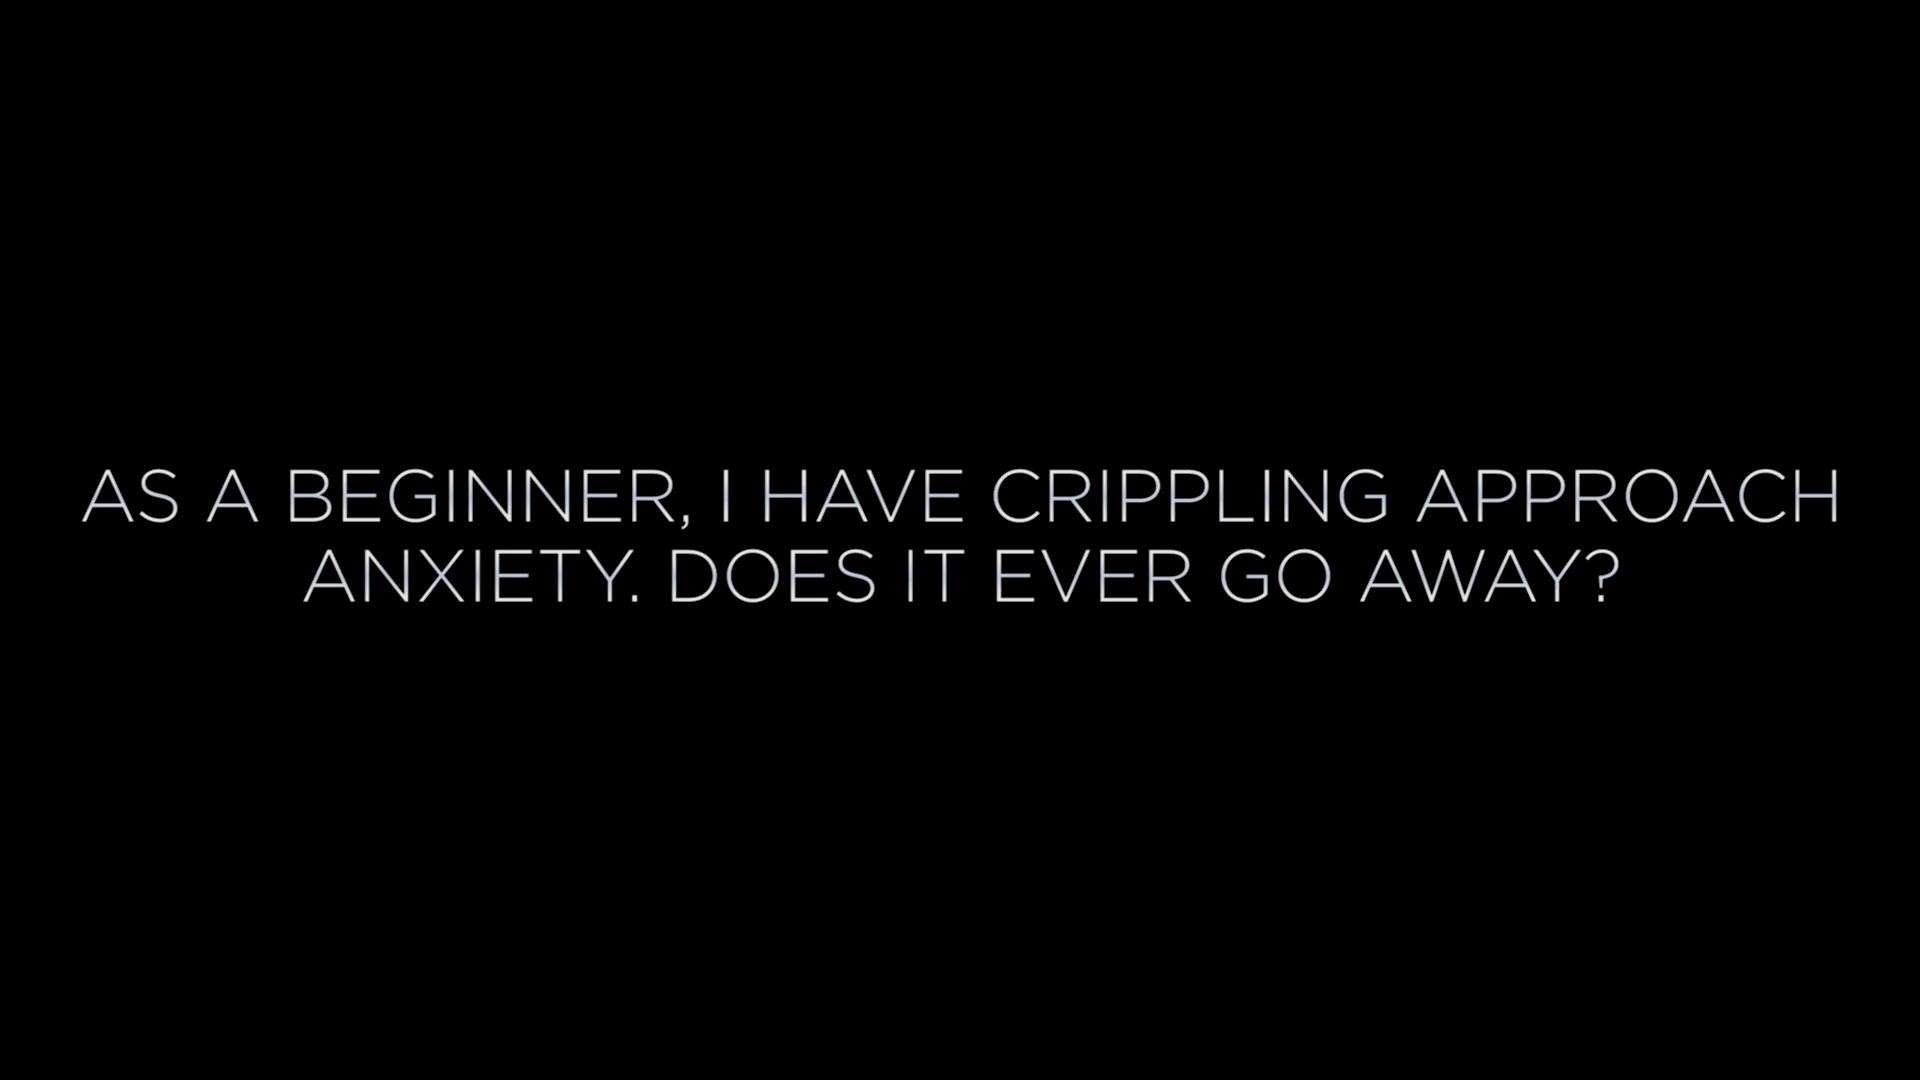 AS A BEGINNER, I HAVE CRIPPLING APPROACH
ANXIETY. DOES IT EVER GO AWAY?